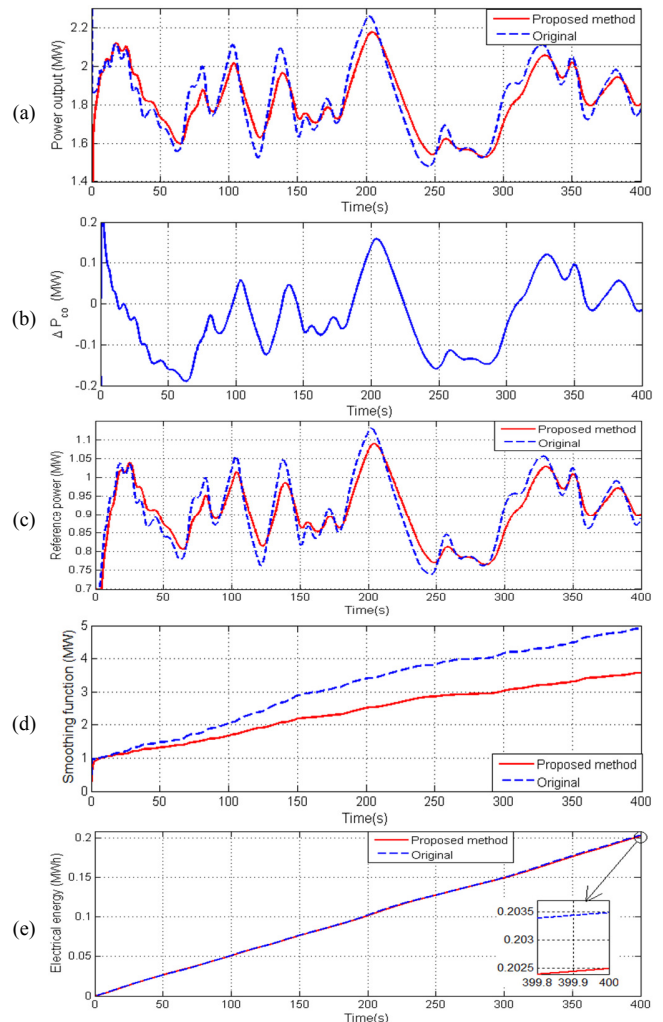 (a)
Power output (MW)
2.2
2
1.8
1.6
1.4
Proposed method
Original
0 50 100 150 200 250 300 350 400
Time(s)
(b)
Δ P_co (MW)
0.2
0.1
0
-0.1
-0.2
0 50 100 150 200 250 300 350 400
Time(s)
(c)
Reference power (MW)
1.1
1.05
1
0.95
0.9
0.85
0.8
0.75
0.7
Proposed method
Original
0 50 100 150 200 250 300 350 400
Time(s)
(d)
Smoothing function (MW)
5
4
3
2
1
0
Proposed method
Original
0 50 100 150 200 250 300 350 400
Time(s)
(e)
Electrical energy (MWh)
0.2
0.15
0.1
0.05
0
Proposed method
Original
0.2035
0.203
0.2025
399.8 399.9 400
0 50 100 150 200 250 300 350 400
Time(s)